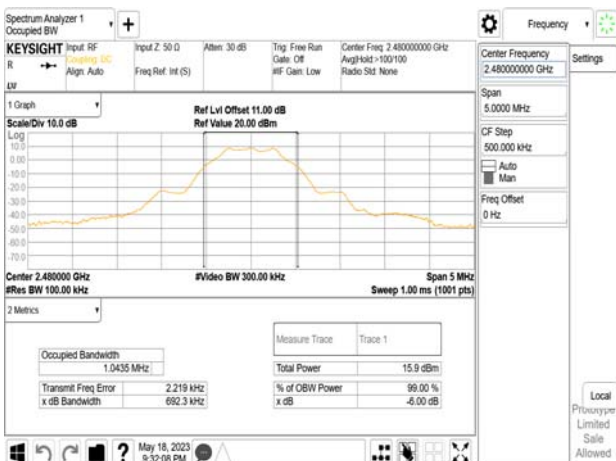 Spectrum Analyzer 1
Occupied BW
Frequency
KEYSIGHT
R
Input: RF
Coupling: DC
Align: Auto
Input Z: 50 Ω
Freq Ref: Int (S)
Atten: 30 dB
Trig: Free Run
Gate: Off
#IF Gain: Low
Center Freq: 2.480000000 GHz
Avg|Hold:>100/100
Radio Std: None
Center Frequency
2.480000000 GHz
Settings
Span
5.0000 MHz
CF Step
500.000 kHz
Auto
Man
Freq Offset
0 Hz
1 Graph
Scale/Div 10.0 dB
Ref Lvl Offset 11.00 dB
Ref Value 20.00 dBm
Log
10.0
0.00
-10.0
-20.0
-30.0
-40.0
-50.0
-60.0
-70.0
Center 2.480000 GHz
#Res BW 100.00 kHz
#Video BW 300.00 kHz
Span 5 MHz
Sweep 1.00 ms (1001 pts)
2 Metrics
Measure Trace
Trace 1
Occupied Bandwidth
1.0435 MHz
Total Power
15.9 dBm
Transmit Freq Error
2.219 kHz
% of OBW Power
99.00 %
x dB Bandwidth
692.3 kHz
x dB
-6.00 dB
Local
Prototype
Limited
Sale
Allowed
May 18, 2023
9:32:08 PM